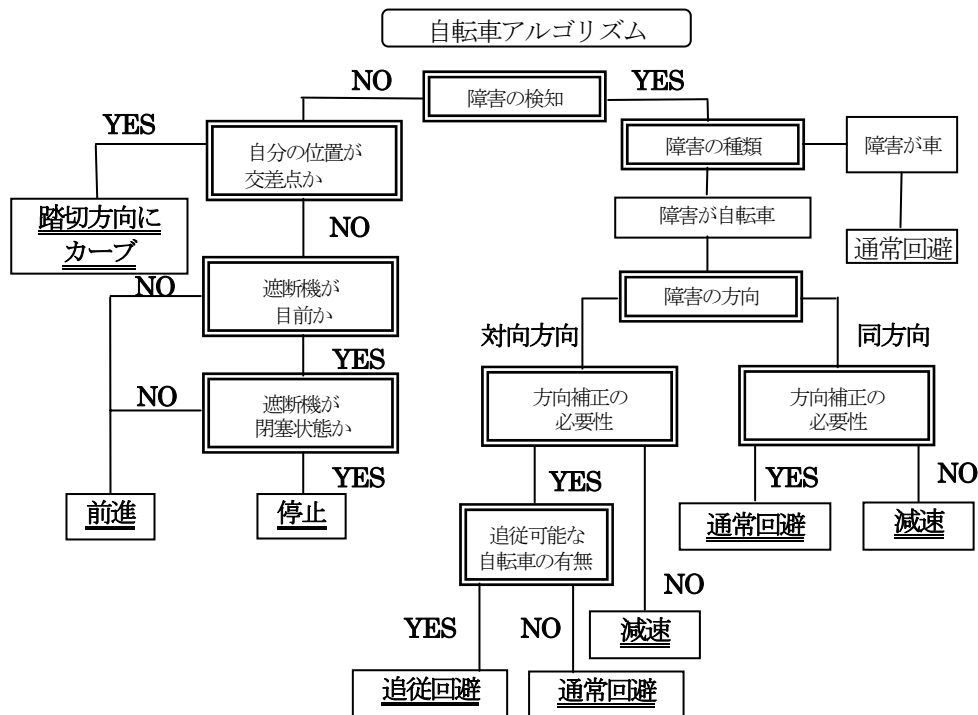 自転車アルゴリズム
NO
YES
障害の検知
YES
自分の位置が
交差点か
障害の種類
障害が車
踏切方向に
カーブ
NO
障害が自転車
通常回避
NO
遮断機が
目前か
障害の方向
対向方向
同方向
YES
NO
遮断機が
閉塞状態か
方向補正の
必要性
方向補正の
必要性
YES
YES
YES
NO
前進
停止
追従可能な
自転車の有無
通常回避
減速
NO
YES
NO
減速
追従回避
通常回避